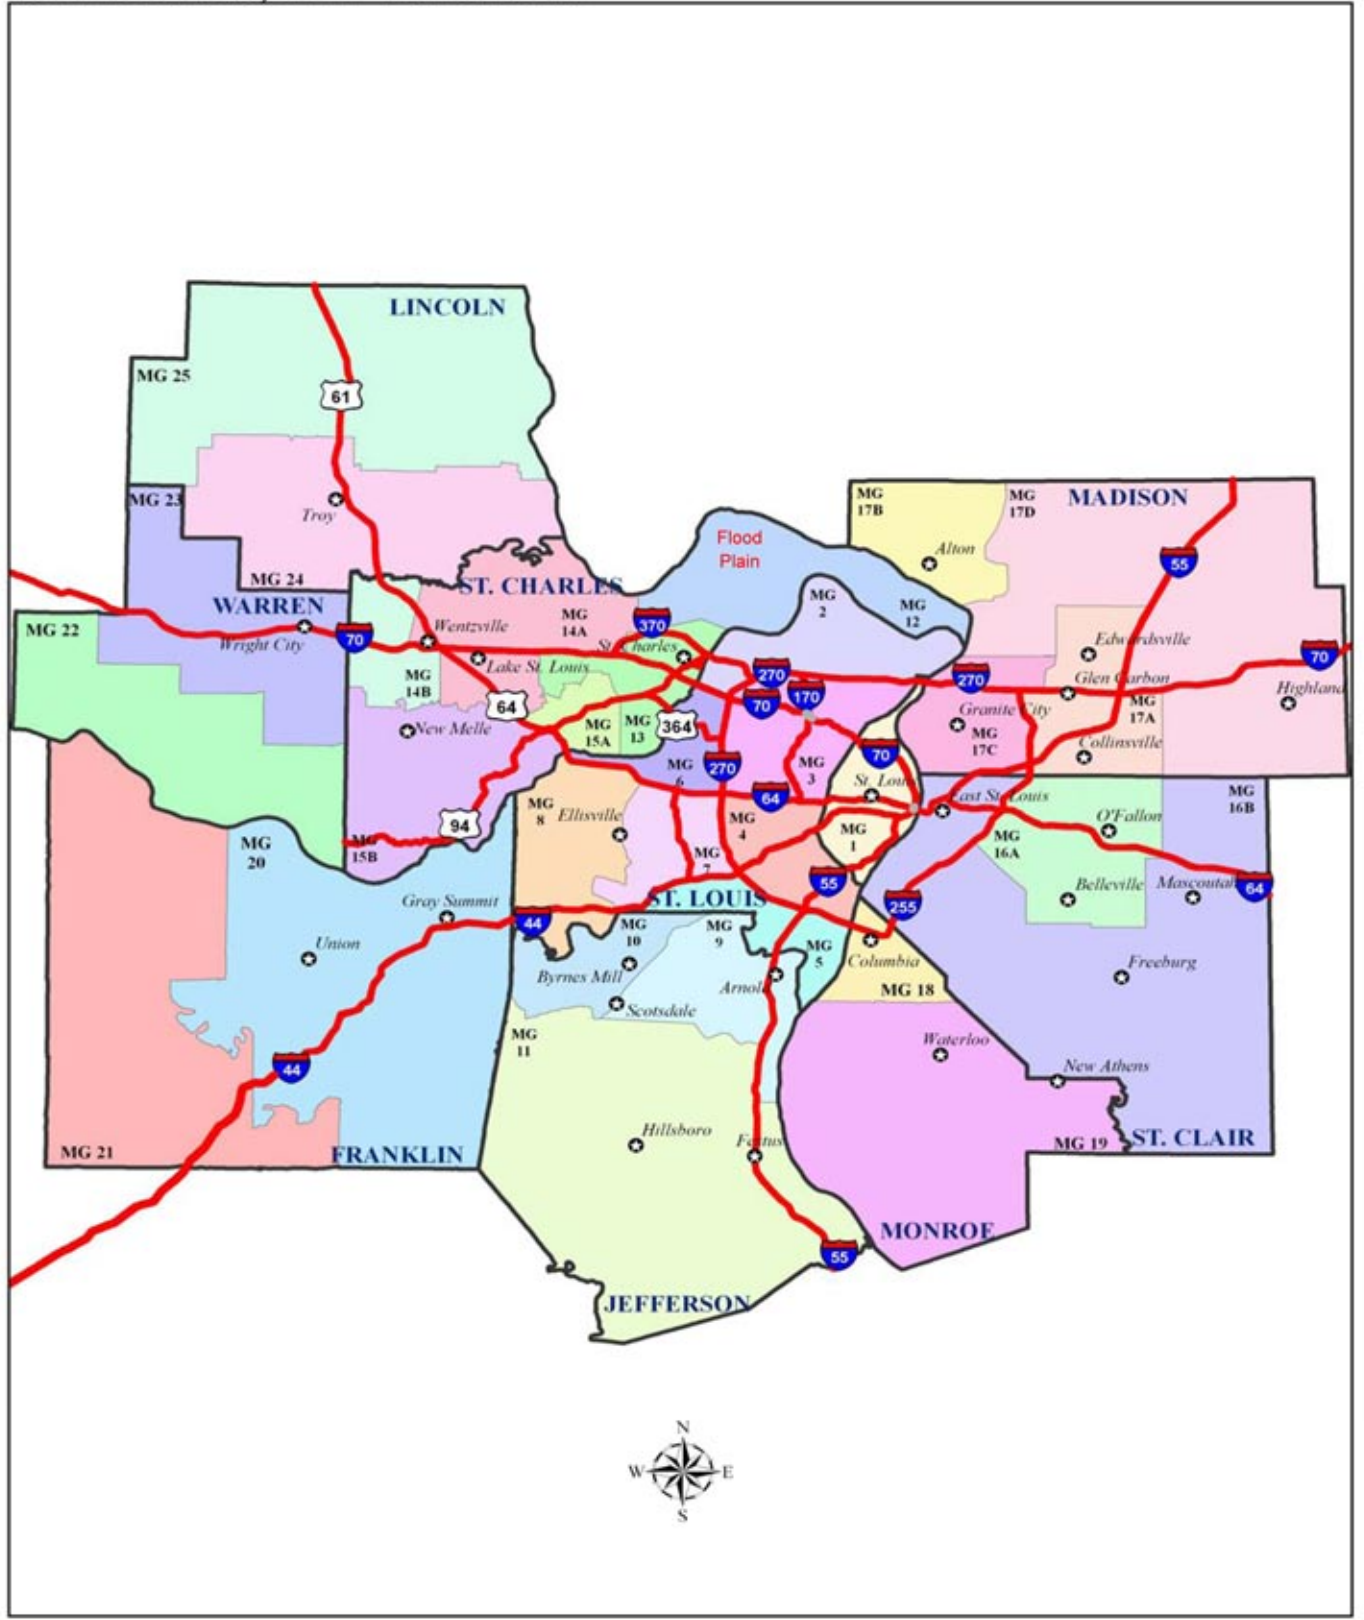 LINCOLN
MG 25
61
MG 23
Troy
MG 24
WARREN
MG 22
Wright City
70
ST. CHARLES
MG
14A
Wentzville
Lake St. Louis
St. Charles
370
MG
14B
64
New Melle
MG
15A
MG
13
364
94
MG
15B
Flood
Plain
MG
2
MG
12
270
70
170
MG
17B
MG
17D
MADISON
Alton
55
Edwardsville
70
270
Glen Carbon
Highland
Granite City
MG
17A
MG
17C
Collinsville
MG
6
270
MG
3
70
64
St. Louis
East St. Louis
MG
8
Ellisville
MG
4
MG
1
MG
7
MG
16B
O'Fallon
MG
16A
Belleville
Mascoutah
64
55
255
ST. LOUIS
MG
20
Gray Summit
44
Union
MG
10
MG
9
MG
5
Byrnes Mill
Arnold
Scotsdale
Columbia
MG 18
Freeburg
MG
11
Waterloo
New Athens
44
MG 21
FRANKLIN
Hillsboro
Festus
MG 19
ST. CLAIR
MONROE
55
JEFFERSON
N
W
E
S